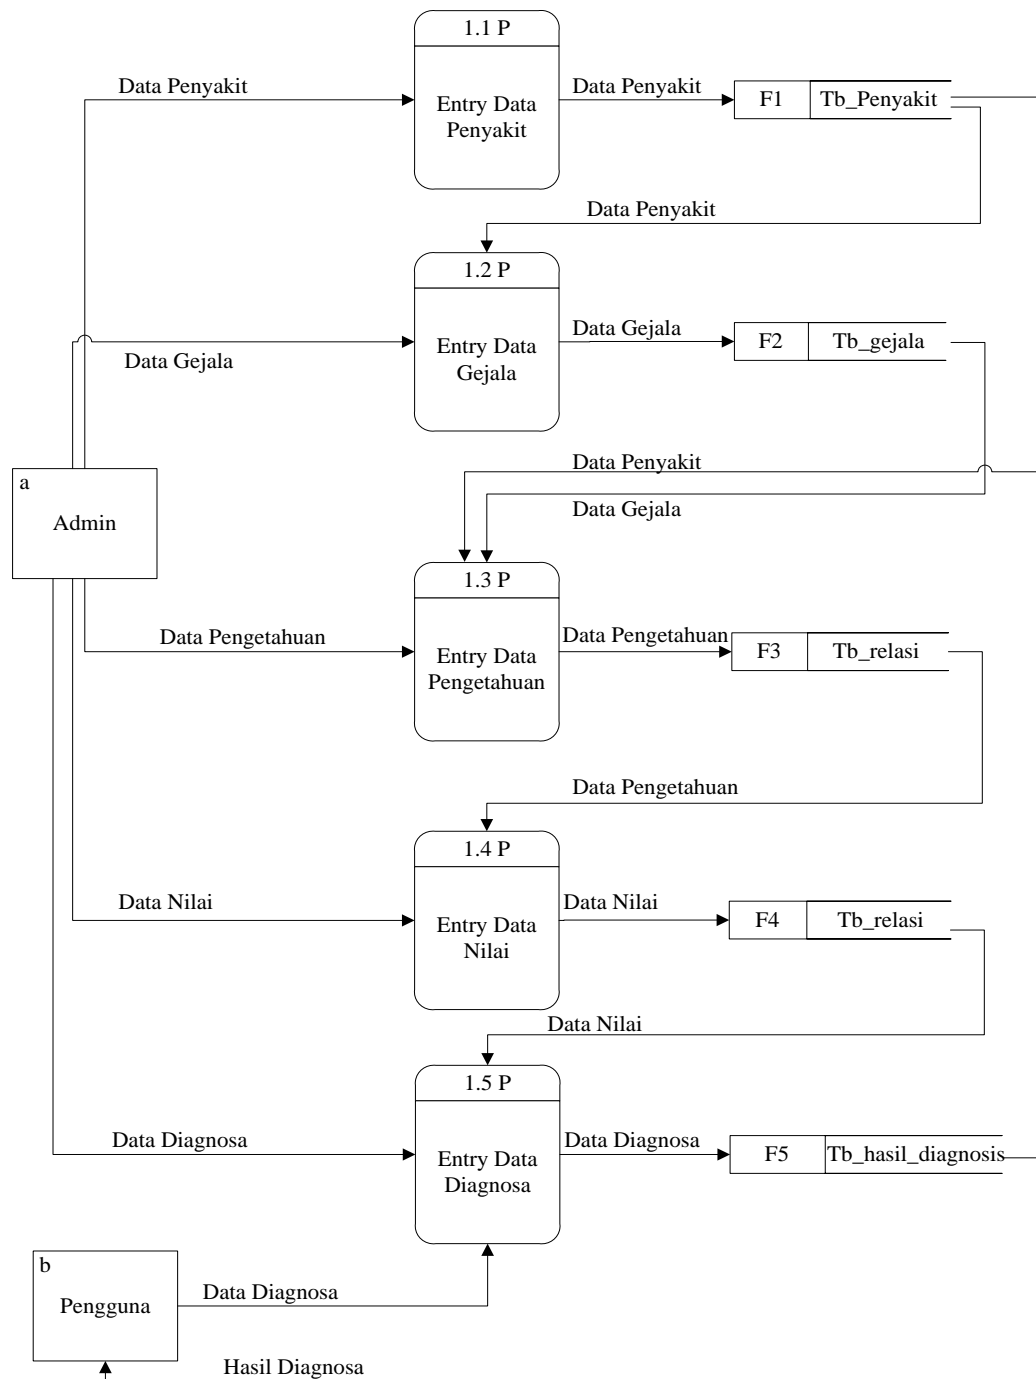 1.1 P
Data Penyakit
Entry Data
Penyakit
Data Penyakit
F1
Tb_Penyakit
Data Penyakit
1.2 P
Data Gejala
Entry Data
Gejala
Data Gejala
F2
Tb_gejala
Data Penyakit
Data Gejala
a
Admin
1.3 P
Data Pengetahuan
Entry Data
Pengetahuan
Data Pengetahuan
F3
Tb_relasi
Data Pengetahuan
1.4 P
Data Nilai
Entry Data
Nilai
Data Nilai
F4
Tb_relasi
Data Nilai
1.5 P
Data Diagnosa
Entry Data
Diagnosa
Data Diagnosa
F5
Tb_hasil_diagnosis
b
Pengguna
Data Diagnosa
Hasil Diagnosa